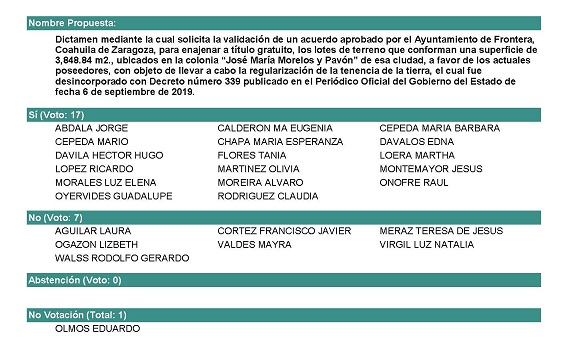 Nombre Propuesta:
Dictamen mediante la cual solicita la validación de un acuerdo aprobado por el Ayuntamiento de Frontera,
Coahuila de Zaragoza, para enajenar a título gratuito, los lotes de terreno que conforman una superficie de
3,848.84 m2., ubicados en la colonia "José María Morelos y Pavón" de esa ciudad, a favor de los actuales
poseedores, con objeto de llevar a cabo la regularización de la tenencia de la tierra, el cual fue
desincorporado con Decreto número 339 publicado en el Periódico Oficial del Gobierno del Estado de
fecha 6 de septiembre de 2019.
Sí (Voto: 17)
ABDALA JORGE CALDERON MA EUGENIA CEPEDA MARIA BARBARA
CEPEDA MARIO CHAPA MARIA ESPERANZA DAVALOS EDNA
DAVILA HECTOR HUGO FLORES TANIA LOERA MARTHA
LOPEZ RICARDO MARTINEZ OLIVIA MONTEMAYOR JESUS
MORALES LUZ ELENA MOREIRA ALVARO ONOFRE RAUL
OYERVIDES GUADALUPE RODRIGUEZ CLAUDIA
No (Voto: 7)
AGUILAR LAURA CORTEZ FRANCISCO JAVIER MERAZ TERESA DE JESUS
OGAZON LIZBETH VALDES MAYRA VIRGIL LUZ NATALIA
WALSS RODOLFO GERARDO
Abstención (Voto: 0)
No Votación (Total: 1)
OLMOS EDUARDO